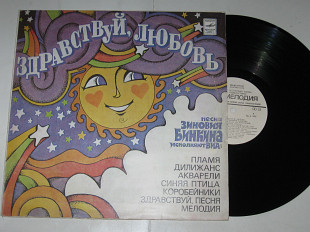 ЗДРАВСТВУЙ, ЛЮБОВЬ
ПЕСНИ
ЗИНОВИЯ
БИНКИНА
ИСПОЛНЯЮТ ВИА:
ПЛАМЯ
ДИЛИЖАНС
АКВАРЕЛИ
СИНЯЯ ПТИЦА
КОРОБЕЙНИКИ
ЗДРАВСТВУЙ, ПЕСНЯ
МЕЛОДИЯ
МЕЛОДИЯ